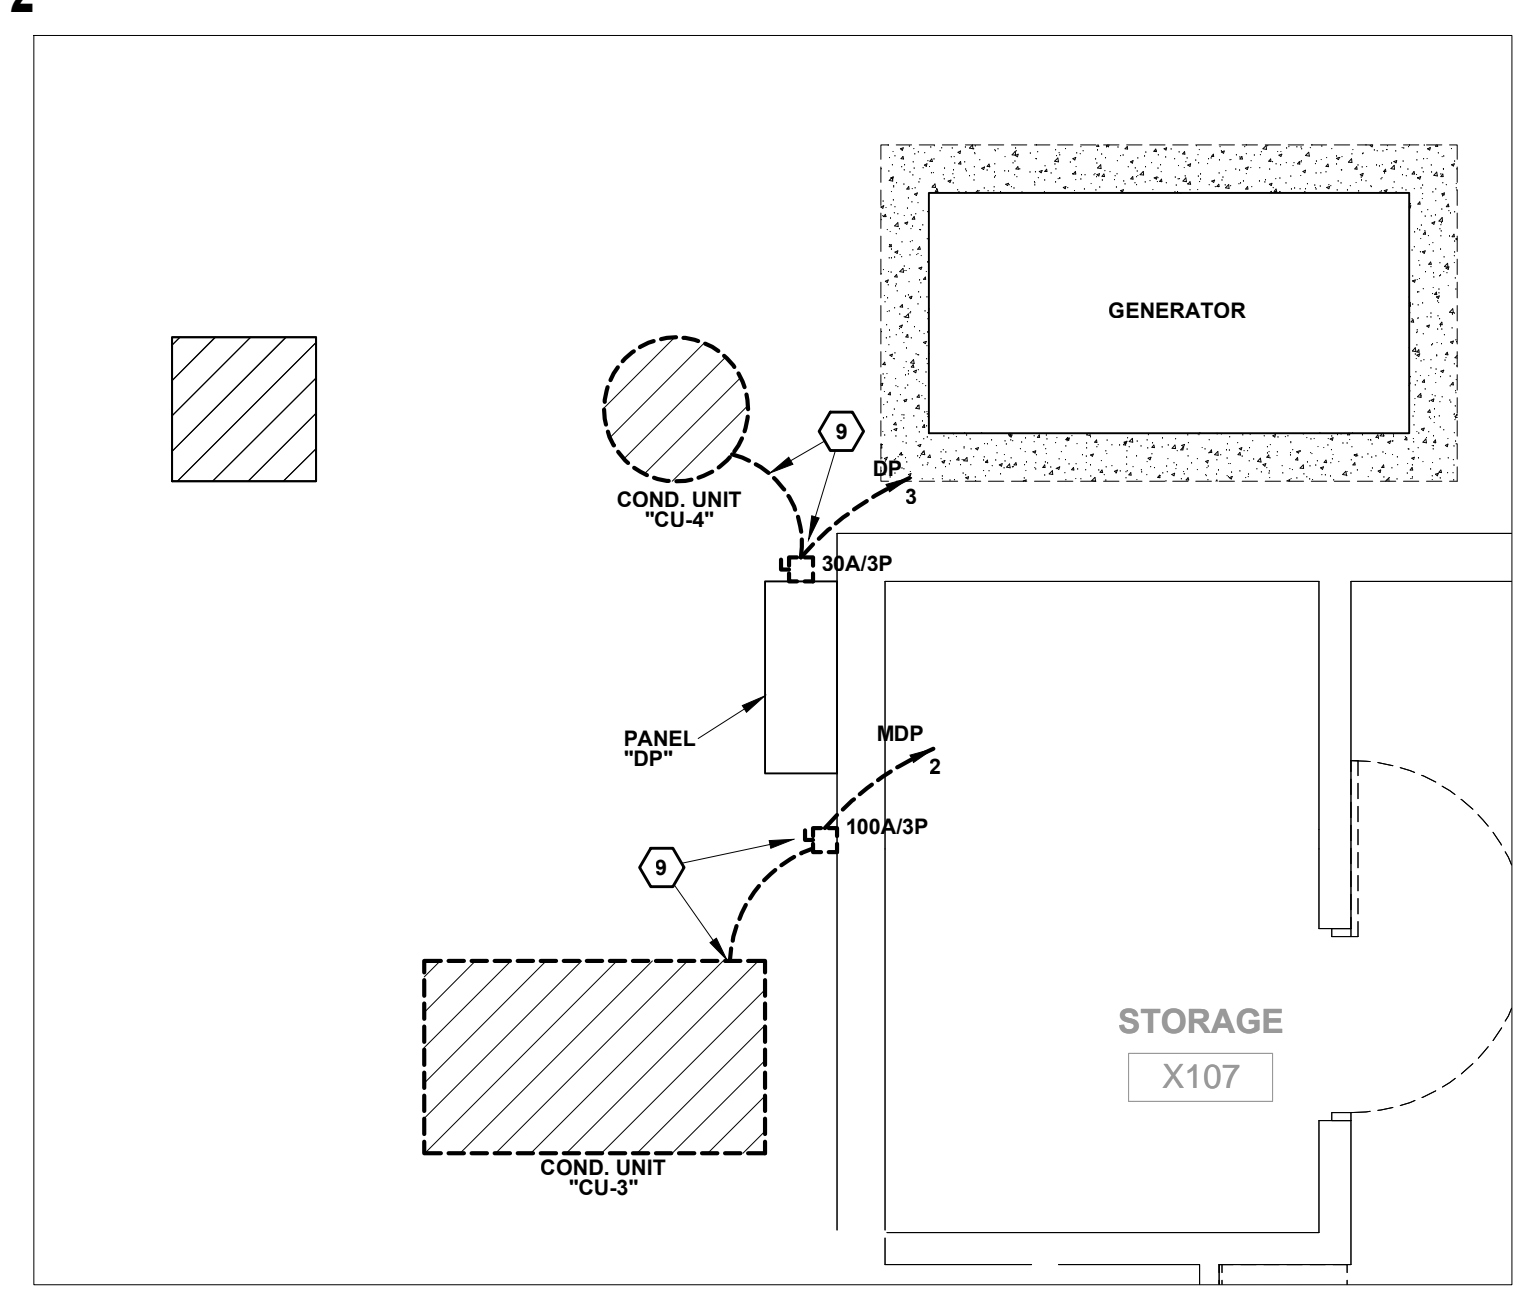 2
GENERATOR
9
DP
3
COND. UNIT
"CU-4"
30A/3P
PANEL
"DP"
MDP
2
100A/3P
9
STORAGE
X107
COND. UNIT
"CU-3"